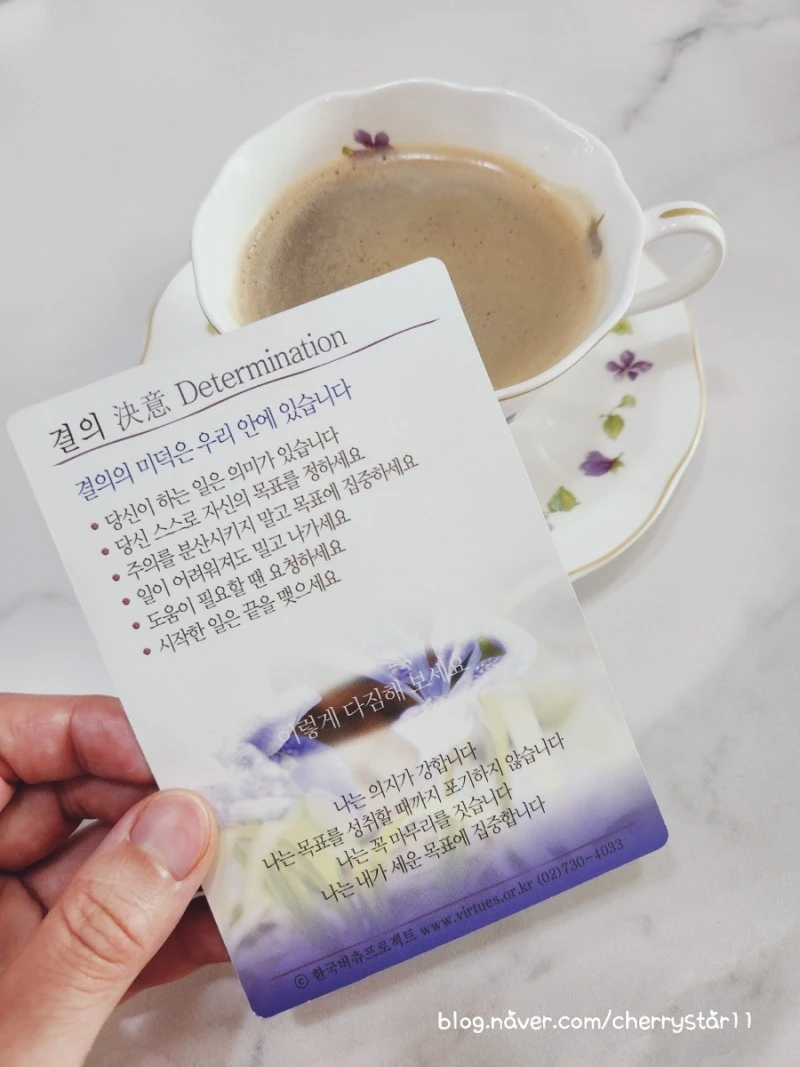 결의 決意 Determination
결의의 미덕은 우리 안에 있습니다
• 당신이 하는 일은 의미가 있습니다
• 당신 스스로 자신의 목표를 정하세요
• 주의를 분산시키지 말고 목표에 집중하세요
• 일이 어려워져도 밀고 나가세요
• 도움이 필요할 땐 요청하세요
• 시작한 일은 끝을 맺으세요
이렇게 다짐해 보세요
나는 의지가 강합니다
나는 목표를 성취할 때까지 포기하지 않습니다
나는 꼭 마무리를 짓습니다
나는 내가 세운 목표에 집중합니다
ⓒ 한국버츄프로젝트 www.virtues.or.kr (02)730-4033
blog.naver.com/cherrystar11